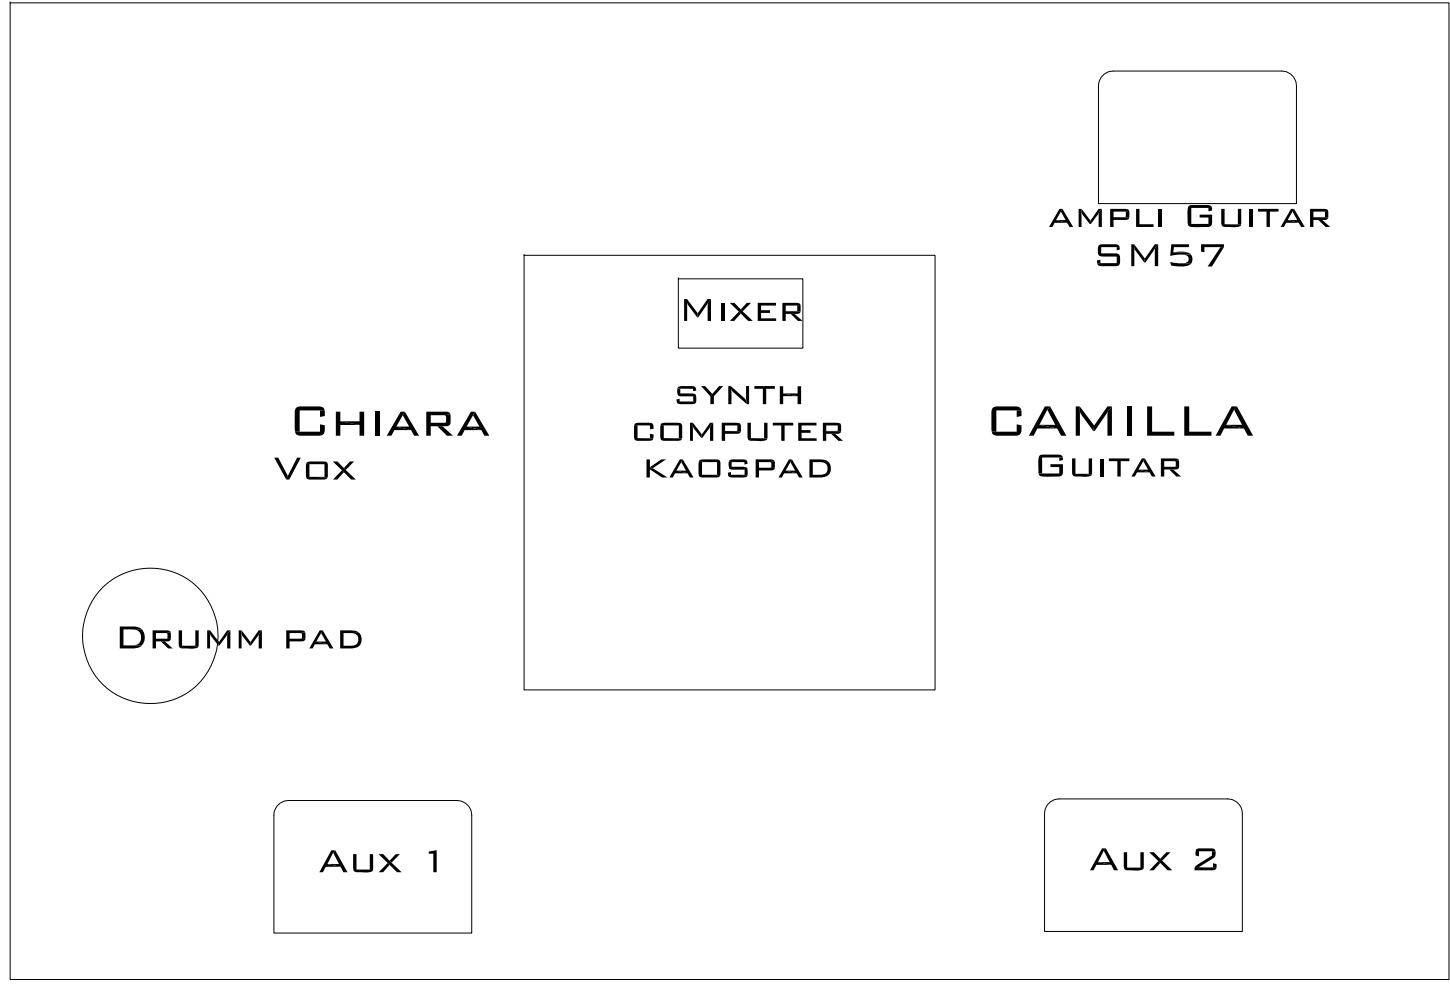 AMPLI GUITAR
SM57
MIXER
SYNTH
COMPUTER
KAOSPAD
CHIARA
VOX
CAMILLA
GUITAR
DRUMM PAD
AUX 1
AUX 2